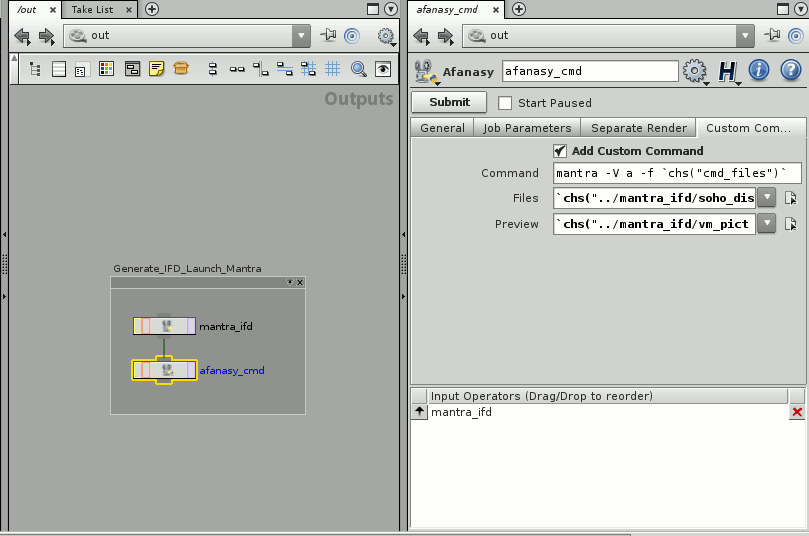 /out
Take List
out
Outputs
Generate_IFD_Launch_Mantra
mantra_ifd
afanasy_cmd
afanasy_cmd
out
Afanasy
afanasy_cmd
Submit
Start Paused
General
Job Parameters
Separate Render
Custom Com...
Add Custom Command
Command
mantra -V a -f `chs("cmd_files")`
Files
`chs("../mantra_ifd/soho_dis
Preview
`chs("../mantra_ifd/vm_pict
Input Operators (Drag/Drop to reorder)
mantra_ifd